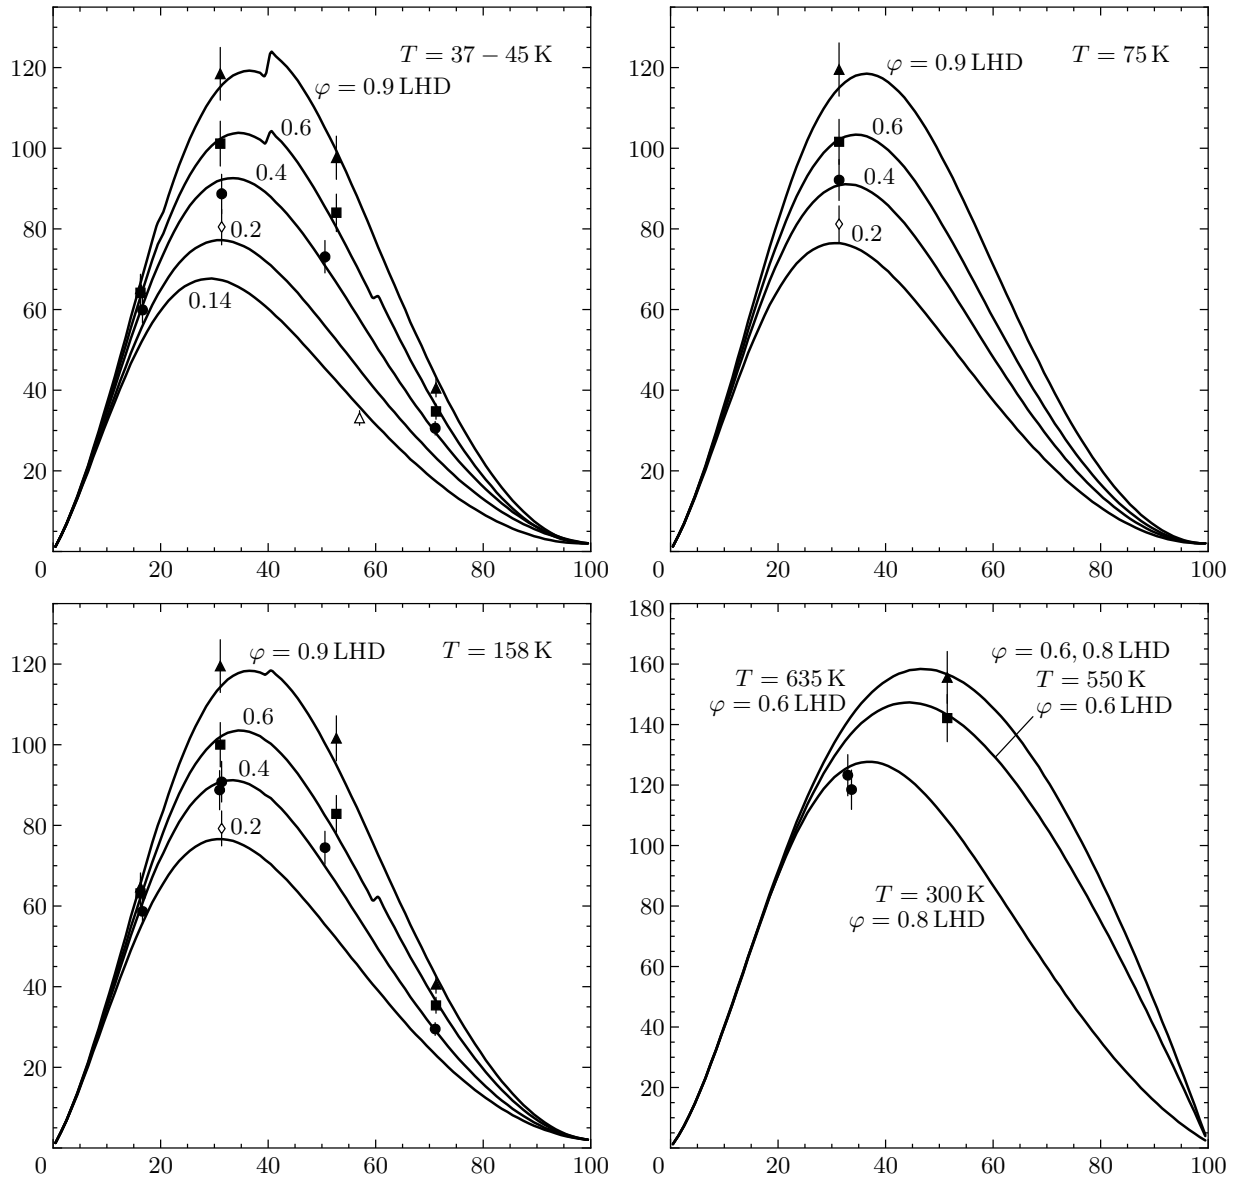 T = 37 − 45 K
φ = 0.9 LHD
0.6
0.4
0.2
0.14
120
100
80
60
40
20
0 20 40 60 80 100
T = 75 K
φ = 0.9 LHD
0.6
0.4
0.2
120
100
80
60
40
20
0 20 40 60 80 100
T = 158 K
φ = 0.9 LHD
0.6
0.4
0.2
120
100
80
60
40
20
0 20 40 60 80 100
φ = 0.6, 0.8 LHD
T = 635 K
φ = 0.6 LHD
T = 550 K
φ = 0.6 LHD
T = 300 K
φ = 0.8 LHD
180
160
140
120
100
80
60
40
20
0 20 40 60 80 100